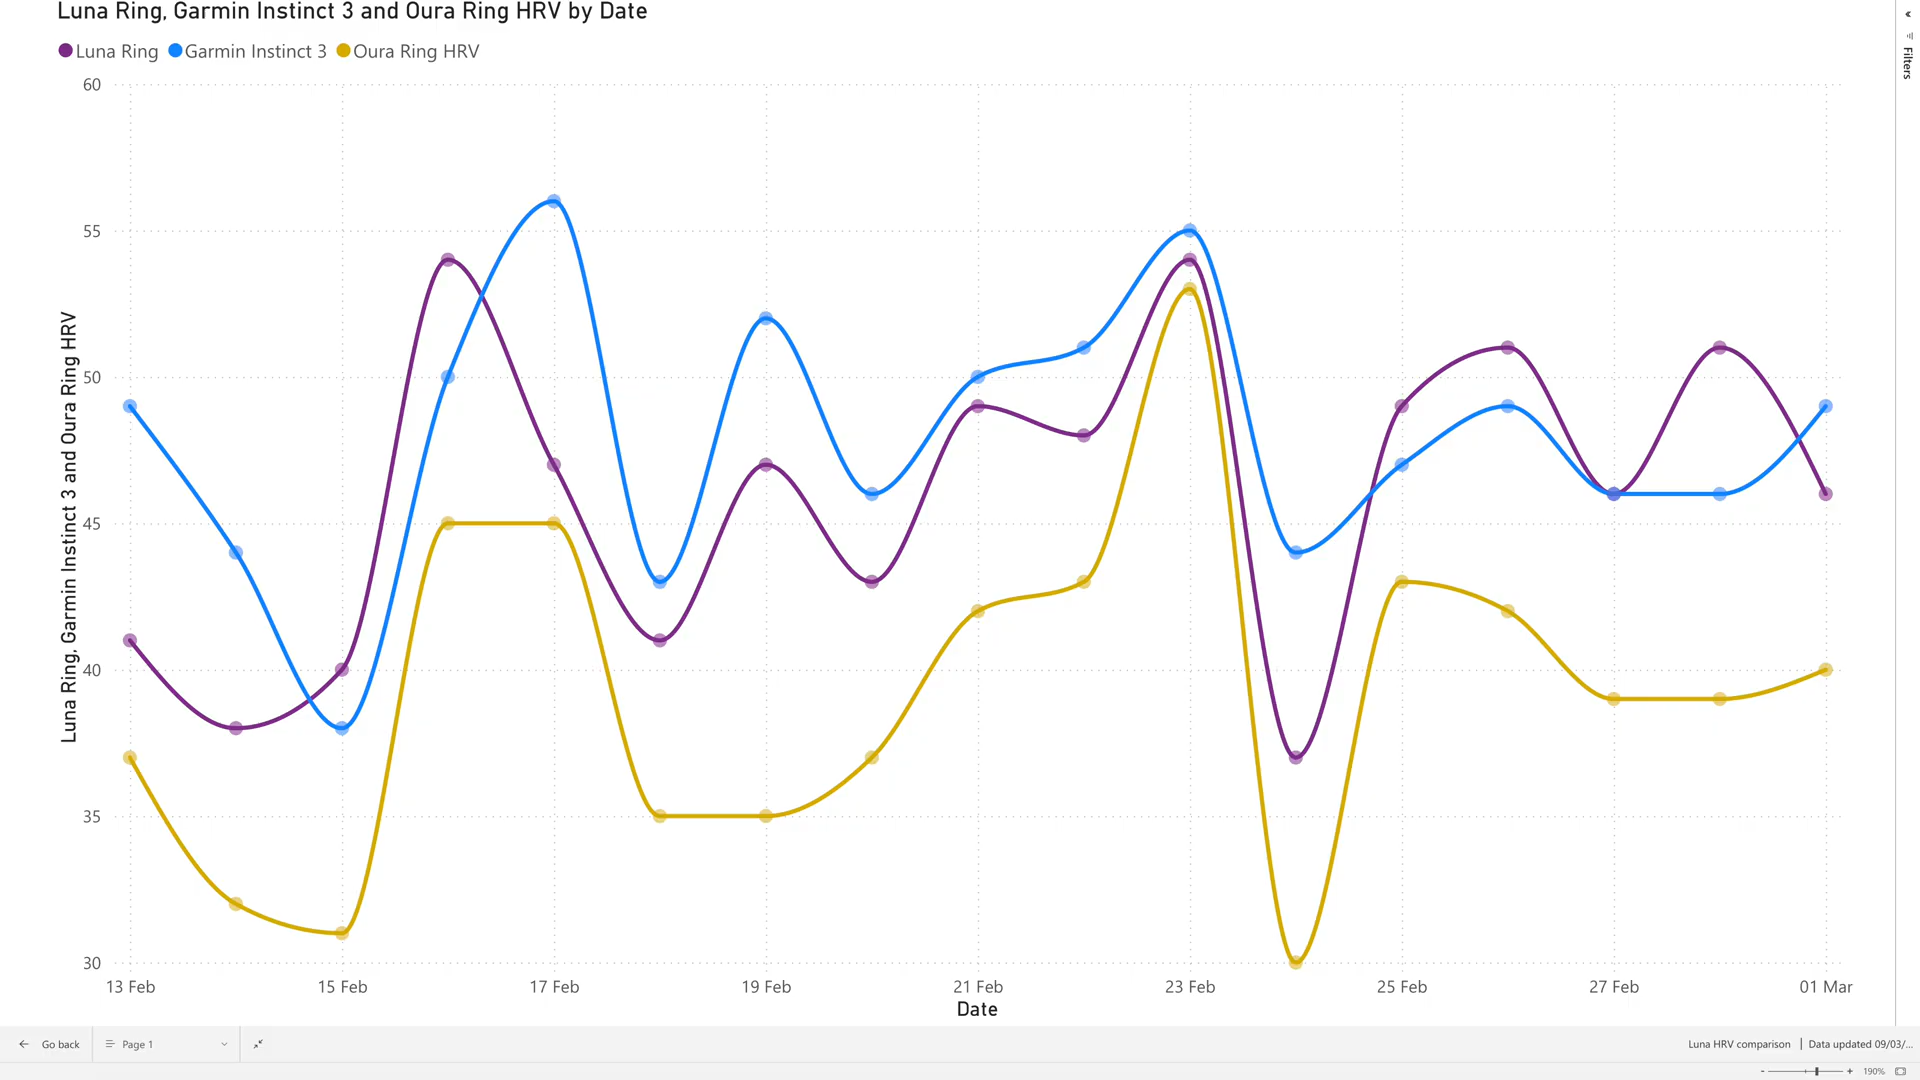 Luna Ring, Garmin Instinct 3 and Oura Ring HRV by Date
Luna Ring Garmin Instinct 3 Oura Ring HRV
Filters
Luna Ring, Garmin Instinct 3 and Oura Ring HRV
60
55
50
45
40
35
30
13 Feb 15 Feb 17 Feb 19 Feb 21 Feb 23 Feb 25 Feb 27 Feb 01 Mar
Date
Go back Page 1 Luna HRV comparison | Data updated 09/03/...
- + 190%